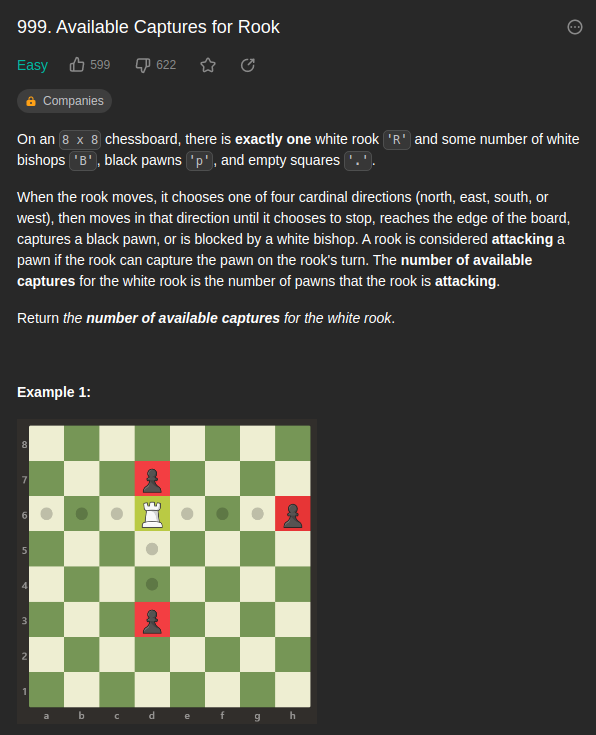 999. Available Captures for Rook
Easy 599 622
Companies
On an 8 x 8 chessboard, there is exactly one white rook 'R' and some number of white
bishops 'B', black pawns 'p', and empty squares '.'.
When the rook moves, it chooses one of four cardinal directions (north, east, south, or
west), then moves in that direction until it chooses to stop, reaches the edge of the board,
captures a black pawn, or is blocked by a white bishop. A rook is considered attacking a
pawn if the rook can capture the pawn on the rook's turn. The number of available
captures for the white rook is the number of pawns that the rook is attacking.
Return the number of available captures for the white rook.
Example 1:
8
7
6
5
4
3
2
1
a b c d e f g h